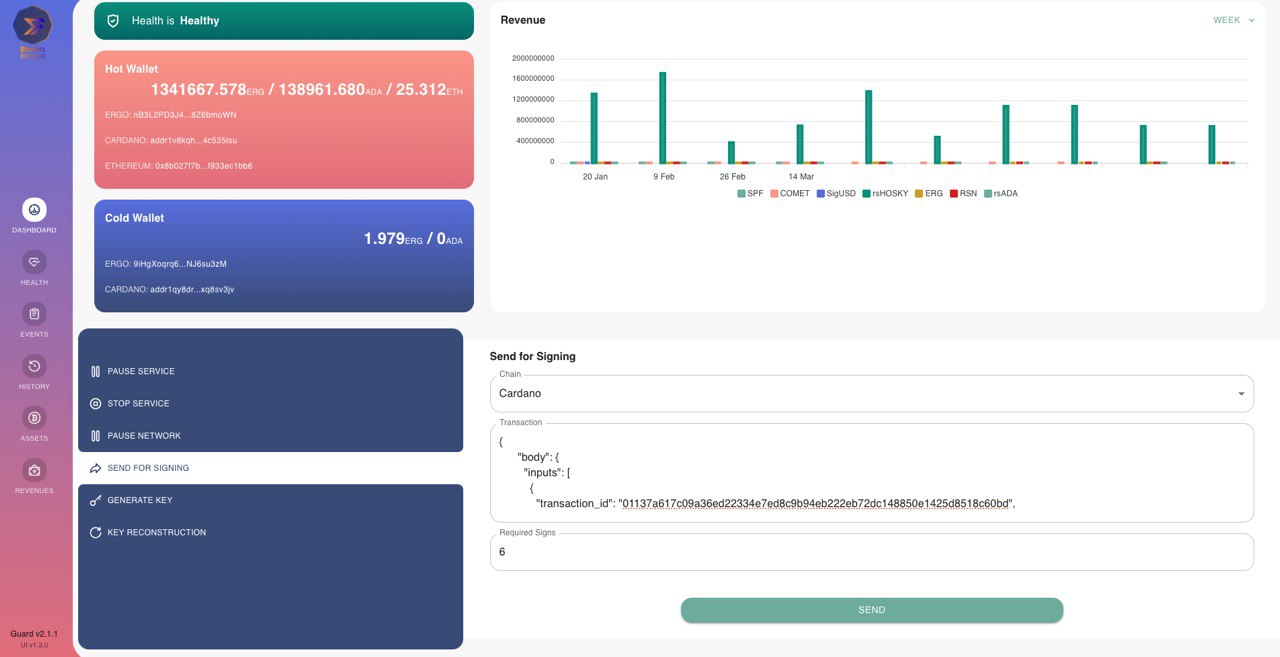 Rosen
Bridge
Health is Healthy
Hot Wallet
1341667.578ERG / 138961.680ADA / 25.312ETH
ERGO: nB3L2PD3J4...8Z6bmoWN
CARDANO: addr1v8kqh...4c535lsu
ETHEREUM: 0x8b027f7b...f933ec1bb6
Cold Wallet
1.979ERG / 0ADA
ERGO: 9iHgXoqrq6...NJ6su3zM
CARDANO: addr1qy8dr...xq8sv3jv
Revenue
WEEK
2000000000
1600000000
1200000000
800000000
400000000
0
20 Jan
9 Feb
26 Feb
14 Mar
SPF COMET SigUSD rsHOSKY ERG RSN rsADA
DASHBOARD
HEALTH
EVENTS
HISTORY
ASSETS
REVENUES
Guard v2.1.1
UI v1.3.0
PAUSE SERVICE
STOP SERVICE
PAUSE NETWORK
SEND FOR SIGNING
GENERATE KEY
KEY RECONSTRUCTION
Send for Signing
Chain
Cardano
Transaction
{
"body": {
"inputs": [
{
"transaction_id": "01137a617c09a36ed22334e7ed8c9b94eb222eb72dc148850e1425d8518c60bd",
Required Signs
6
SEND